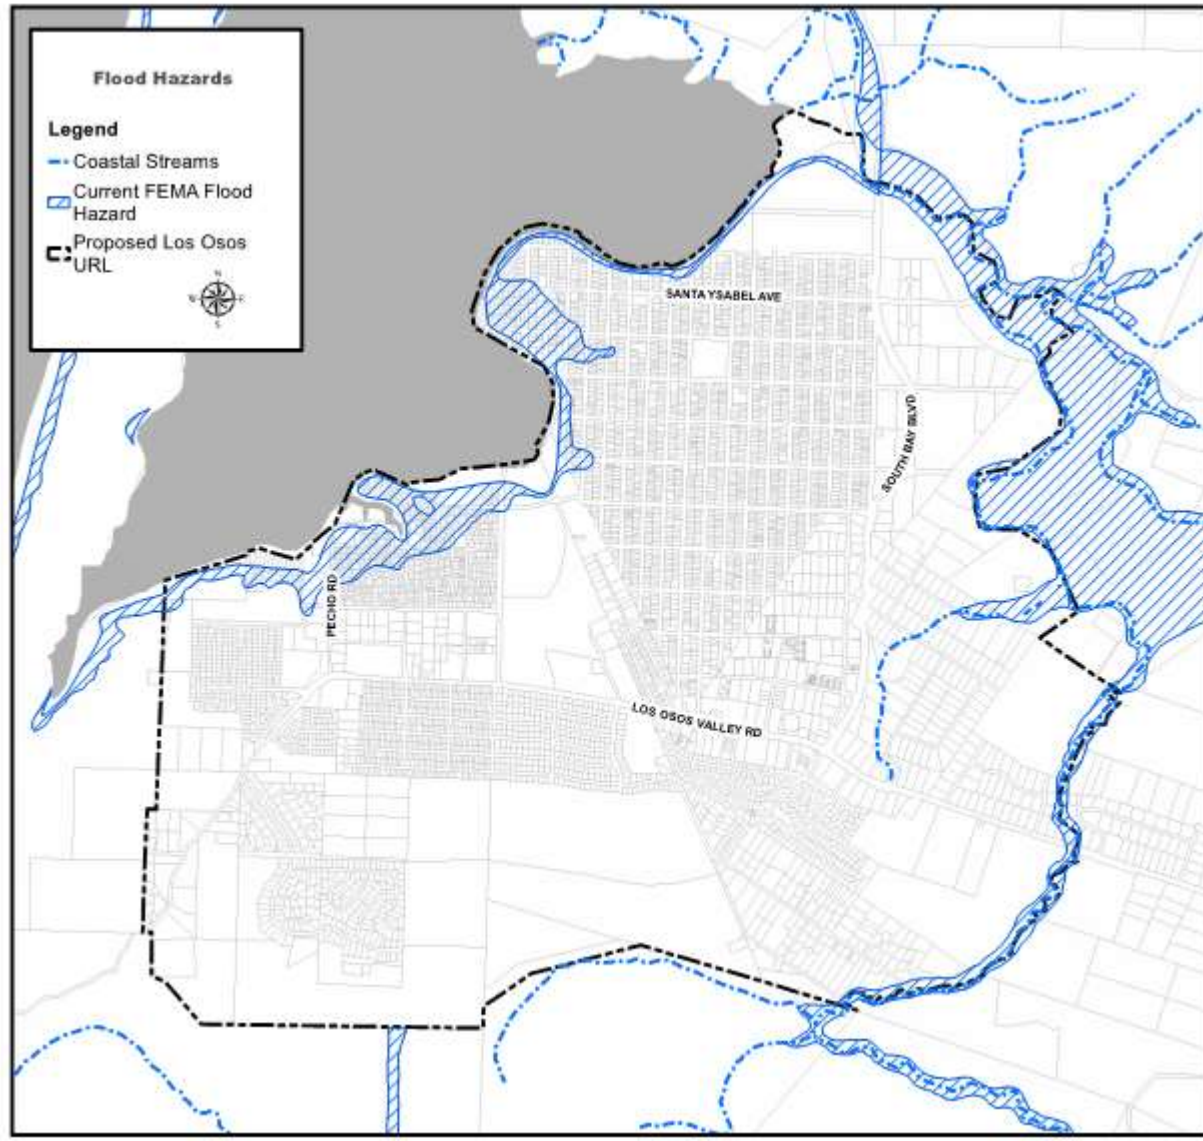 Flood Hazards
Legend
Coastal Streams
Current FEMA Flood
Hazard
Proposed Los Osos
URL
N
W E
S
SANTA YSABEL AVE
SOUTH BAY BLVD
PECHO RD
LOS OSOS VALLEY RD